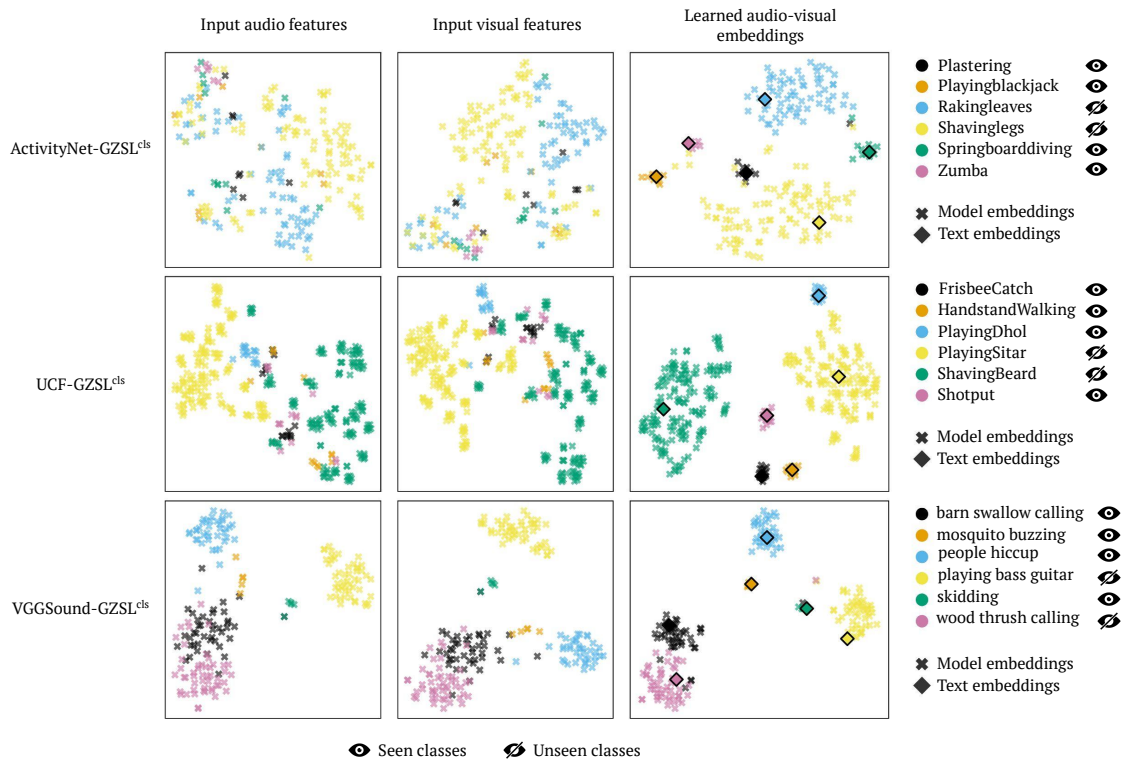 Input audio features
Input visual features
Learned audio-visual
embeddings
ActivityNet-GZSL^cls
Plastering
Playingblackjack
Rakingleaves
Shavinglegs
Springboarddiving
Zumba
Model embeddings
Text embeddings
UCF-GZSL^cls
FrisbeeCatch
HandstandWalking
PlayingDhol
PlayingSitar
ShavingBeard
Shotput
Model embeddings
Text embeddings
VGGSound-GZSL^cls
barn swallow calling
mosquito buzzing
people hiccup
playing bass guitar
skidding
wood thrush calling
Model embeddings
Text embeddings
Seen classes
Unseen classes